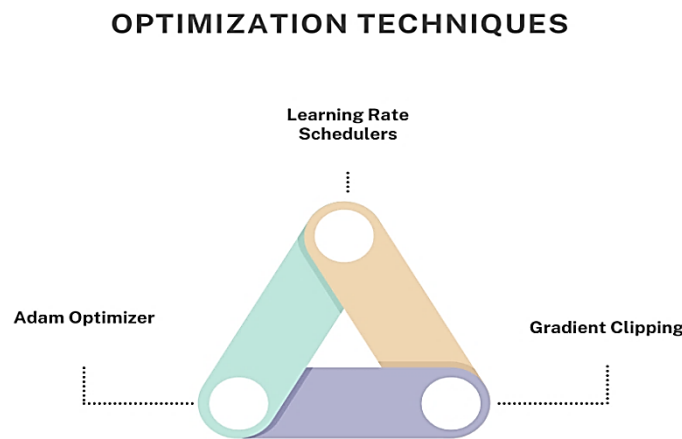 OPTIMIZATION TECHNIQUES
Learning Rate
Schedulers
Adam Optimizer
Gradient Clipping